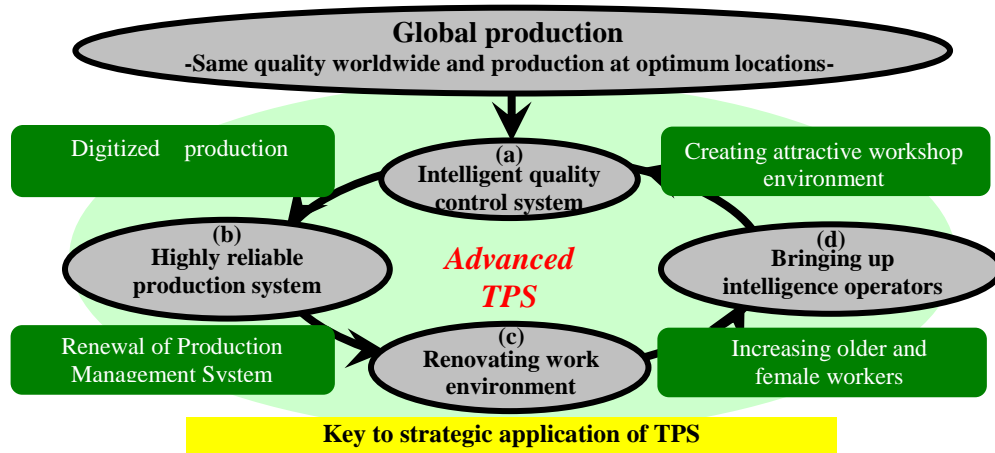 Global production
-Same quality worldwide and production at optimum locations-
Digitized production
(a)
Intelligent quality
control system
Creating attractive workshop
environment
(b)
Highly reliable
production system
Advanced
TPS
(d)
Bringing up
intelligence operators
Renewal of Production
Management System
(c)
Renovating work
environment
Increasing older and
female workers
Key to strategic application of TPS